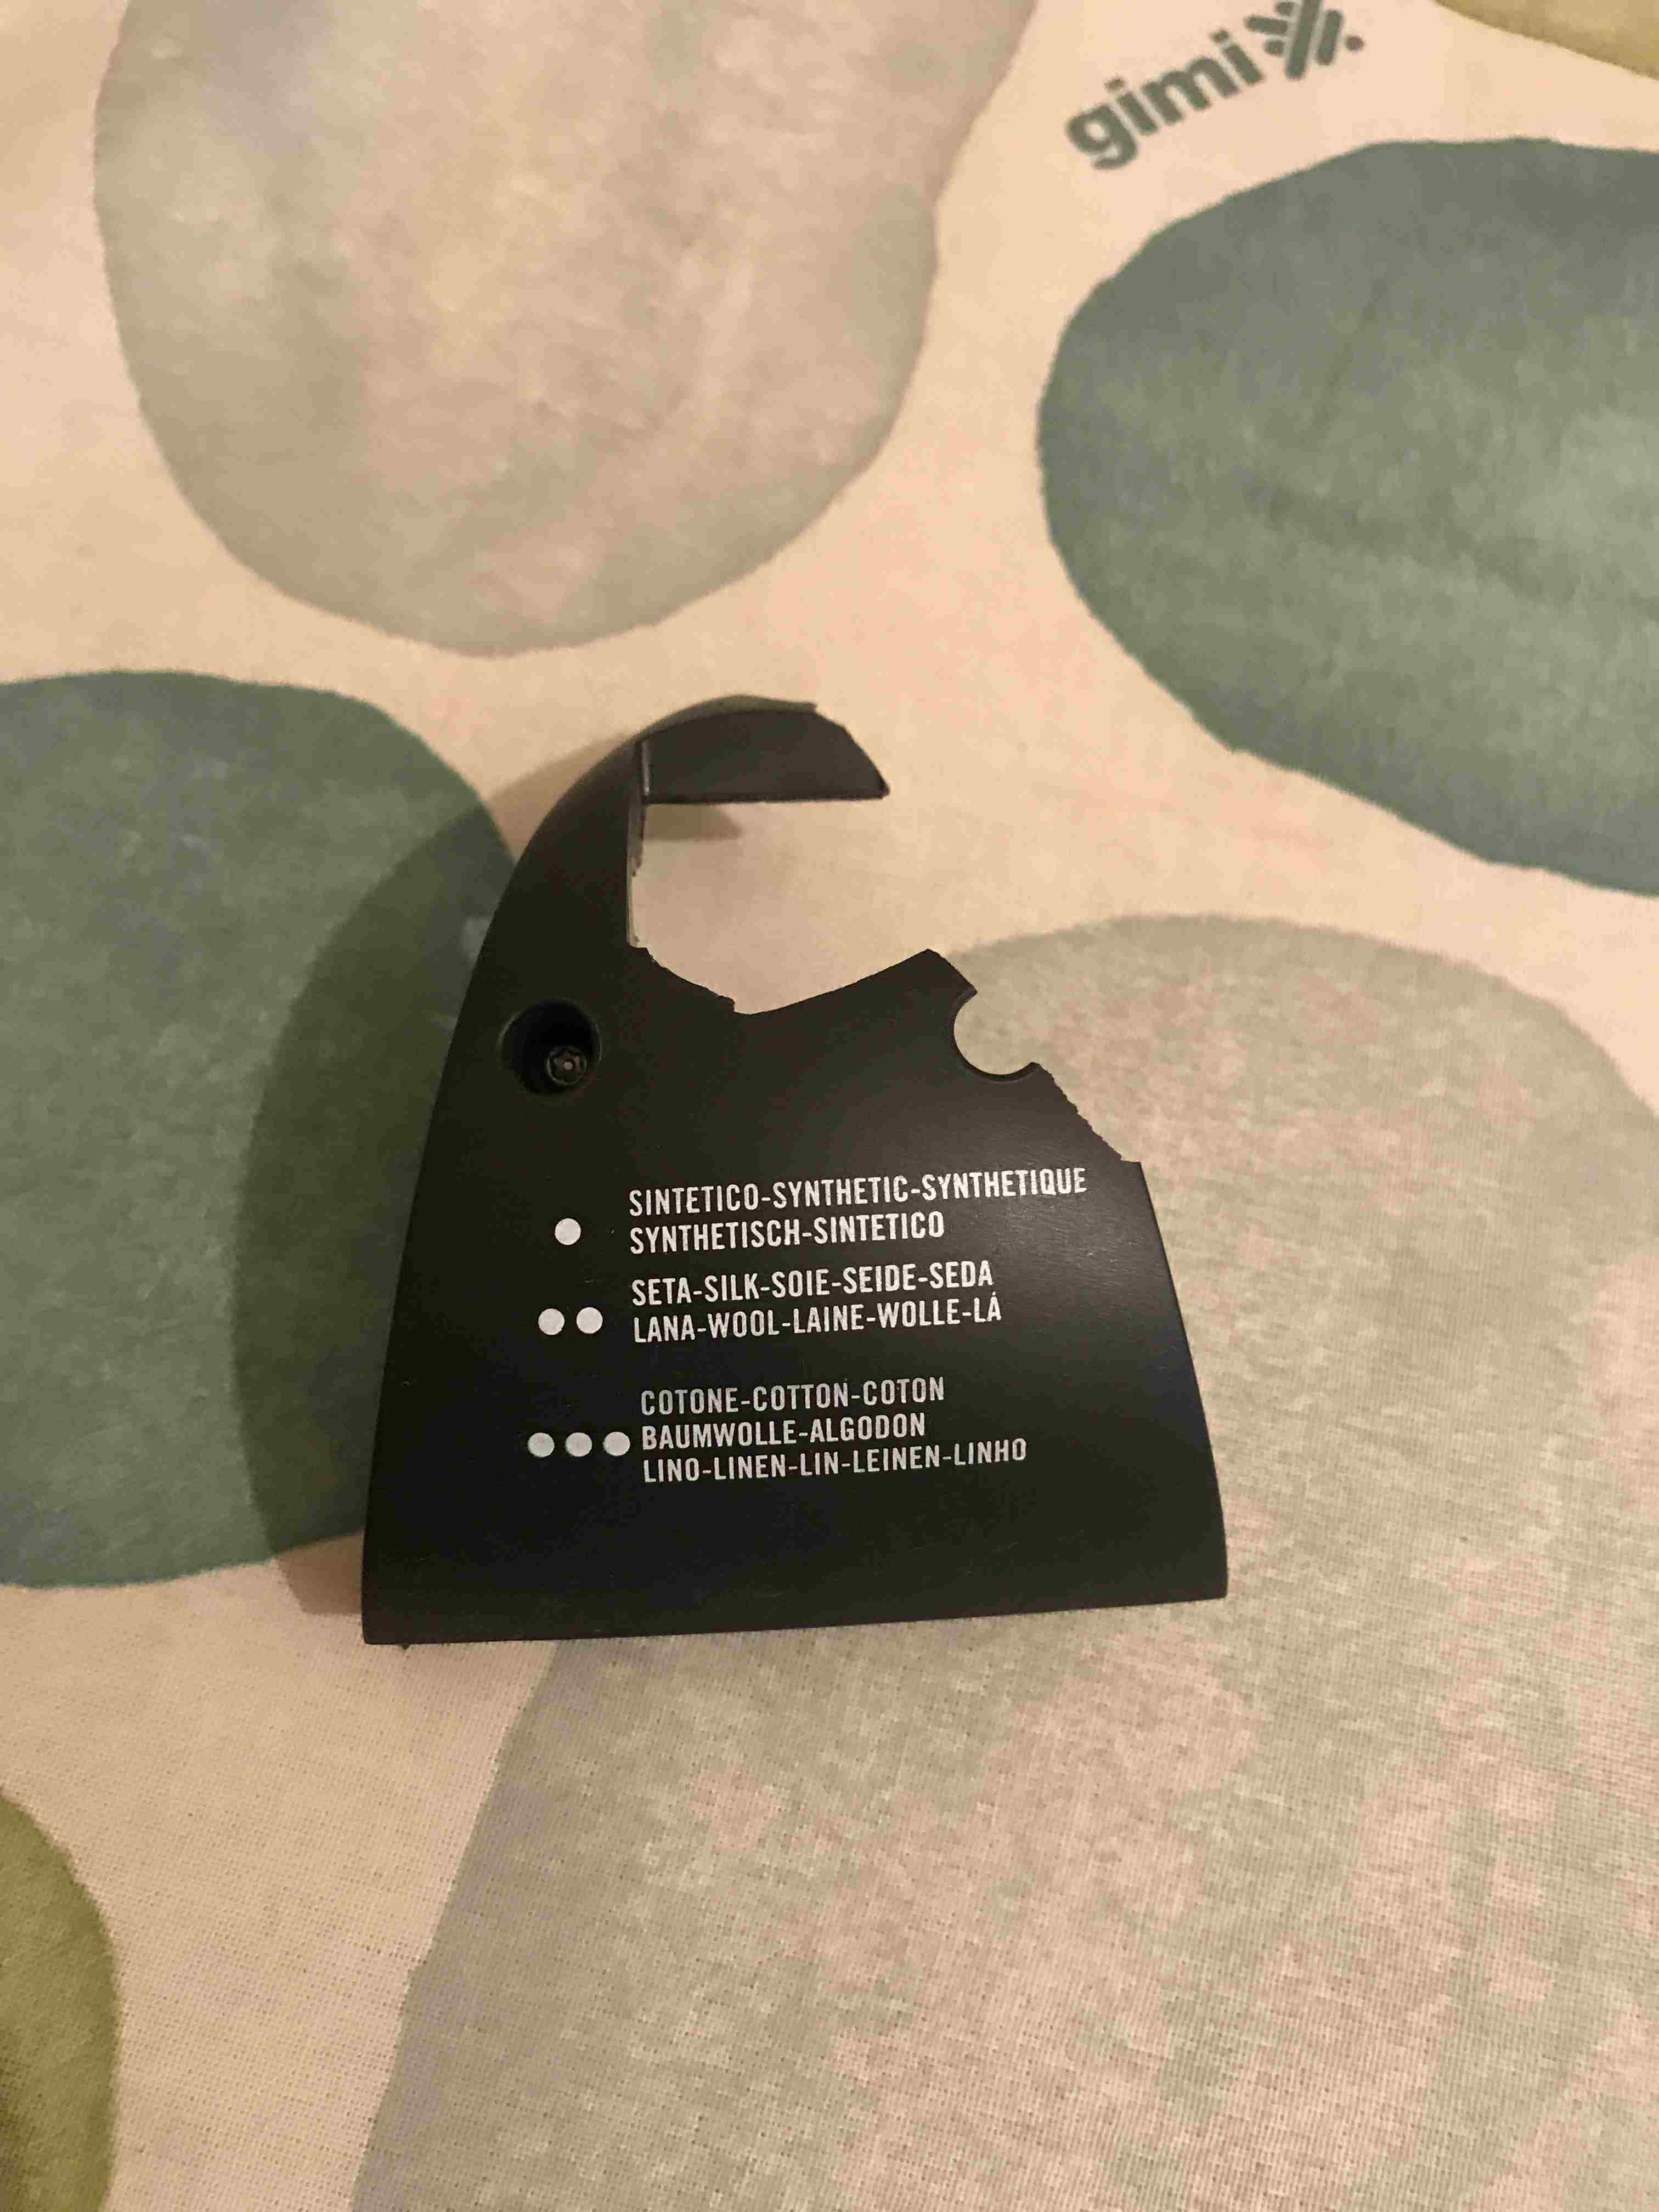 gimi
SINTETICO-SYNTHETIC-SYNTHETIQUE
SYNTHETISCH-SINTETICO
SETA-SILK-SOIE-SEIDE-SEDA
LANA-WOOL-LAINE-WOLLE-LÁ
COTONE-COTTON-COTON
BAUMWOLLE-ALGODON
LINO-LINEN-LIN-LEINEN-LINHO